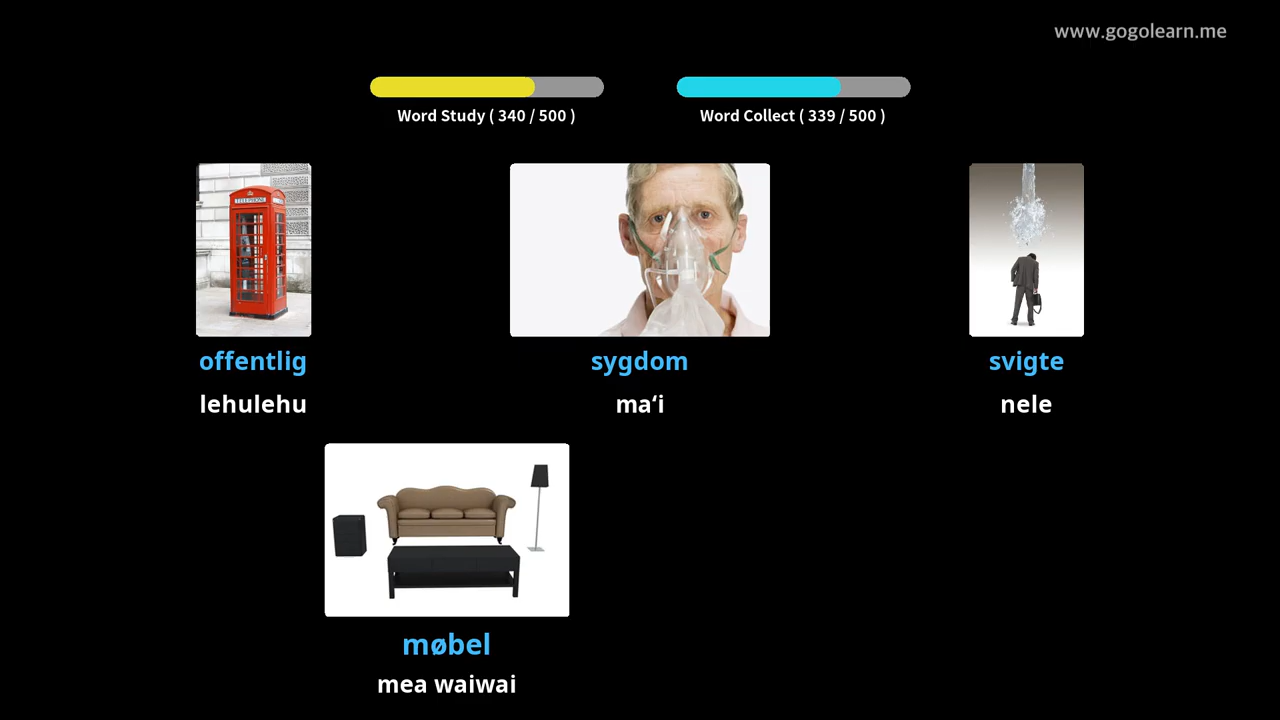 www.gogolearn.me
Word Study ( 340 / 500 )
Word Collect ( 339 / 500 )
TELEPHONE
offentlig
sygdom
svigte
lehulehu
maʻi
nele
møbel
mea waiwai